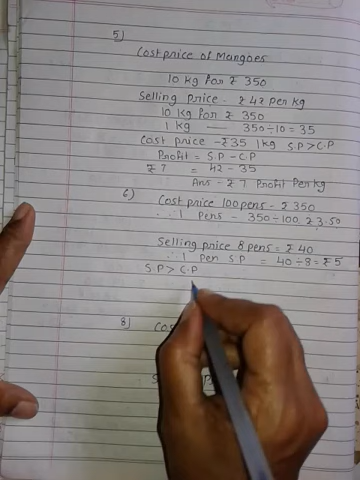 5)
Cost price of Mangoes
10 kg for ₹ 350
Selling price - ₹ 42 per kg
10 kg for ₹ 350
1 kg — 350÷10 = 35
Cost price - ₹35 1kg S.P > C.P
Profit = S.P - C.P
₹ 7 = 42 - 35
Ans - ₹ 7 Profit Per kg
6) Cost price 100 pens - ₹ 350
∴ 1 Pens - 350÷100 ₹ 3.50
Selling price 8 pens = ₹ 40
∴ 1 Pen S.P = 40÷8 = ₹ 5
S.P > C.P
8)